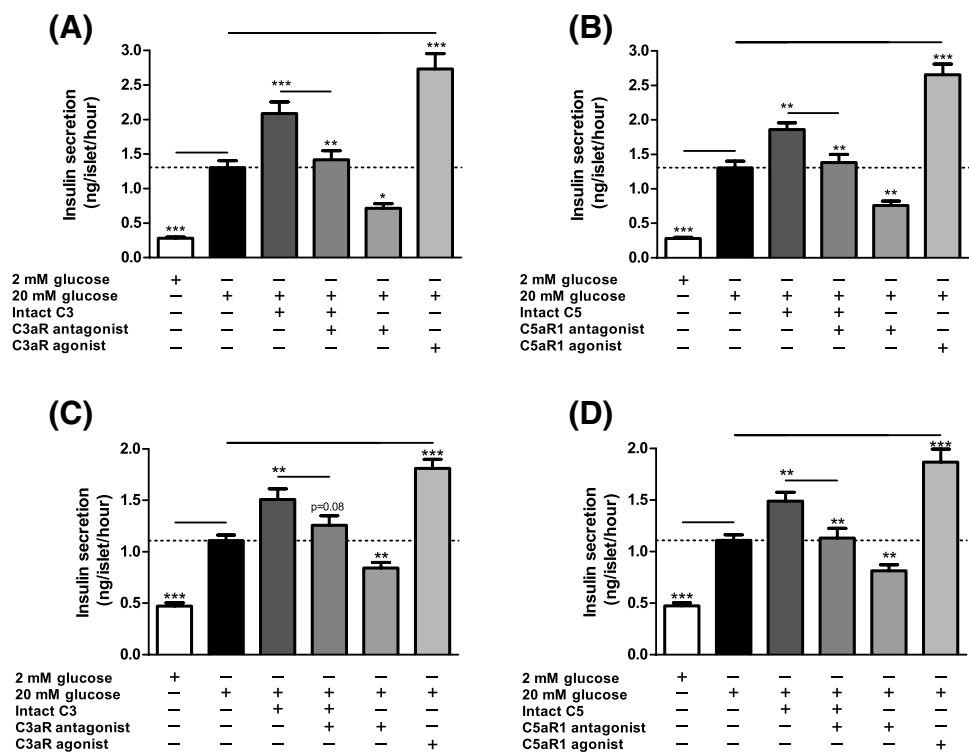 (A)
Insulin secretion
(ng/islet/hour)
3.0
2.5
2.0
1.5
1.0
0.5
0.0
***
***
**
*
***
2 mM glucose + – – – – –
20 mM glucose – + + + + +
Intact C3 – – + + – –
C3aR antagonist – – – + + –
C3aR agonist – – – – – +
(B)
Insulin secretion
(ng/islet/hour)
3.0
2.5
2.0
1.5
1.0
0.5
0.0
***
**
**
**
***
2 mM glucose + – – – – –
20 mM glucose – + + + + +
Intact C5 – – + + – –
C5aR1 antagonist – – – + + –
C5aR1 agonist – – – – – +
(C)
Insulin secretion
(ng/islet/hour)
2.0
1.5
1.0
0.5
0.0
***
**
p=0.08
**
***
2 mM glucose + – – – – –
20 mM glucose – + + + + +
Intact C3 – – + + – –
C3aR antagonist – – – + + –
C3aR agonist – – – – – +
(D)
Insulin secretion
(ng/islet/hour)
2.0
1.5
1.0
0.5
0.0
***
**
**
**
***
2 mM glucose + – – – – –
20 mM glucose – + + + + +
Intact C5 – – + + – –
C5aR1 antagonist – – – + + –
C5aR1 agonist – – – – – +